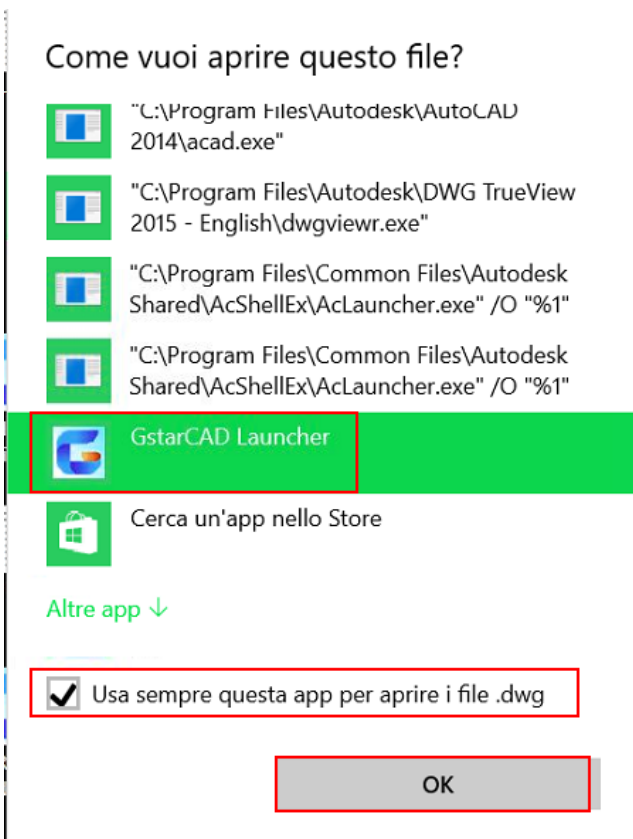 Come vuoi aprire questo file?
"C:\Program Files\Autodesk\AutoCAD
2014\acad.exe"
"C:\Program Files\Autodesk\DWG TrueView
2015 - English\dwgviewr.exe"
"C:\Program Files\Common Files\Autodesk
Shared\AcShellEx\AcLauncher.exe" /O "%1"
"C:\Program Files\Common Files\Autodesk
Shared\AcShellEx\AcLauncher.exe" /O "%1"
GstarCAD Launcher
Cerca un'app nello Store
Altre app ↓
Usa sempre questa app per aprire i file .dwg
OK